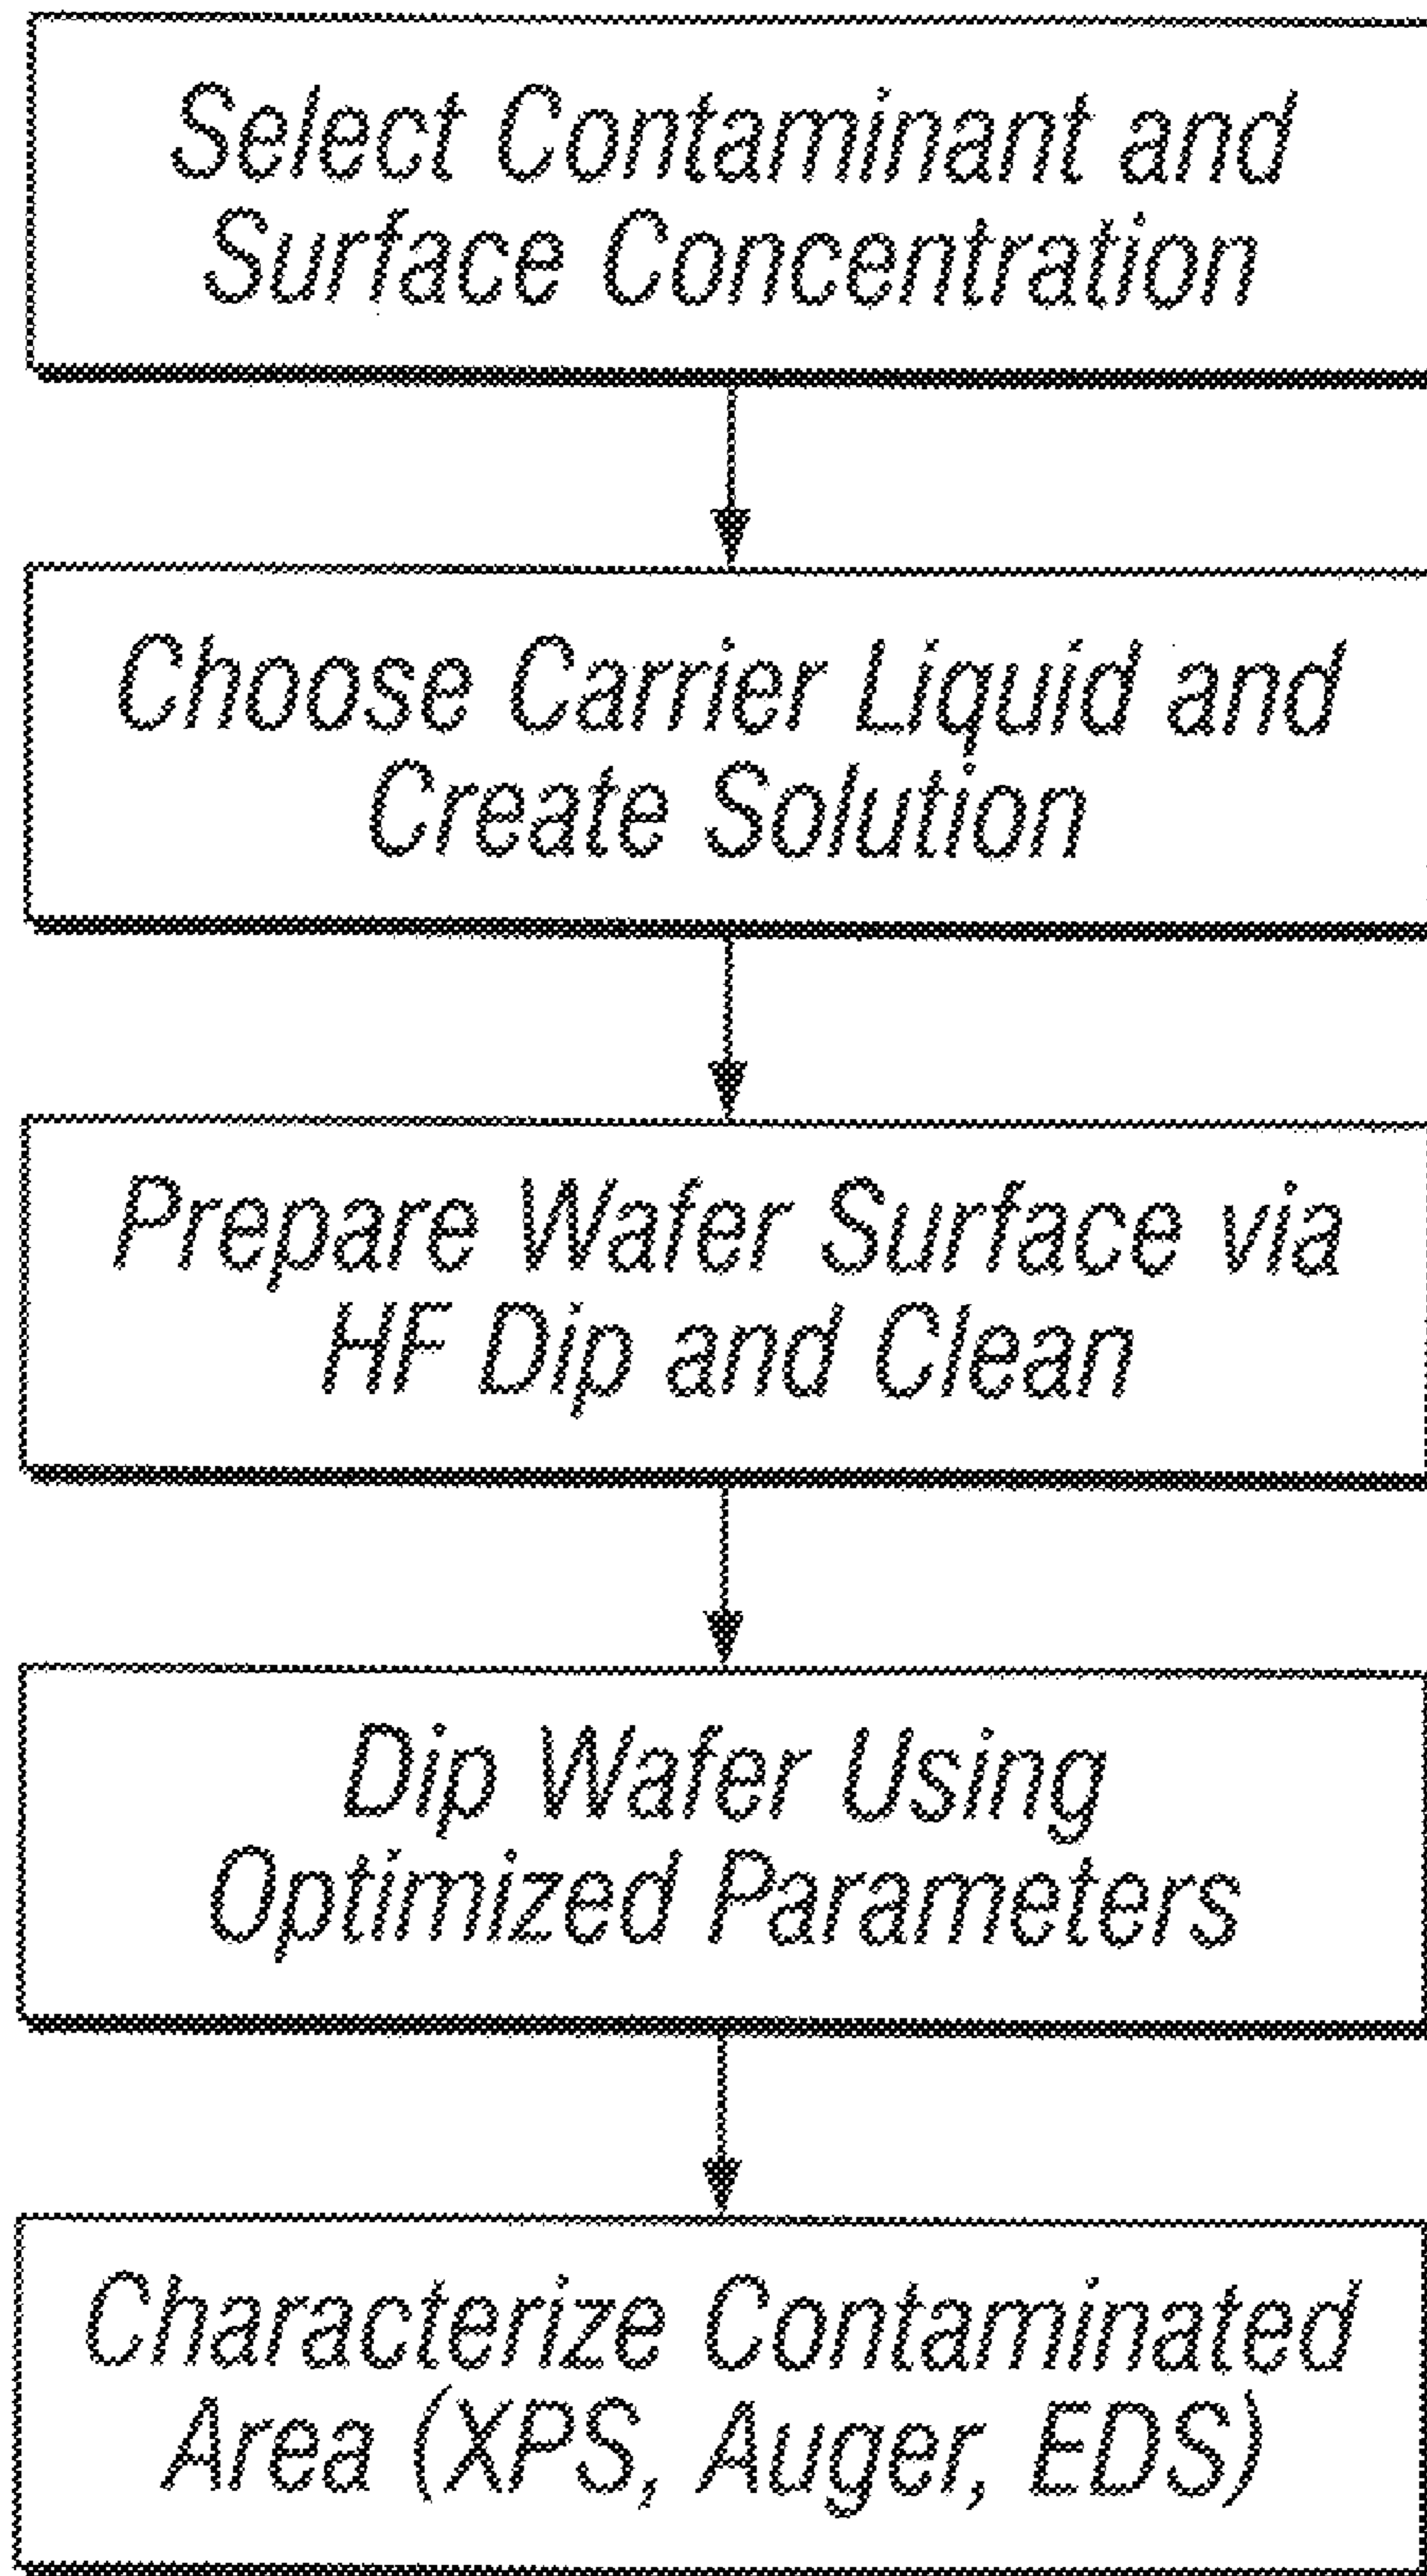 Select Contaminant and
Surface Concentration
Choose Carrier Liquid and
Create Solution
Prepare Wafer Surface via
HF Dip and Clean
Dip Wafer Using
Optimized Parameters
Characterize Contaminated
Area (XPS, Auger, EDS)